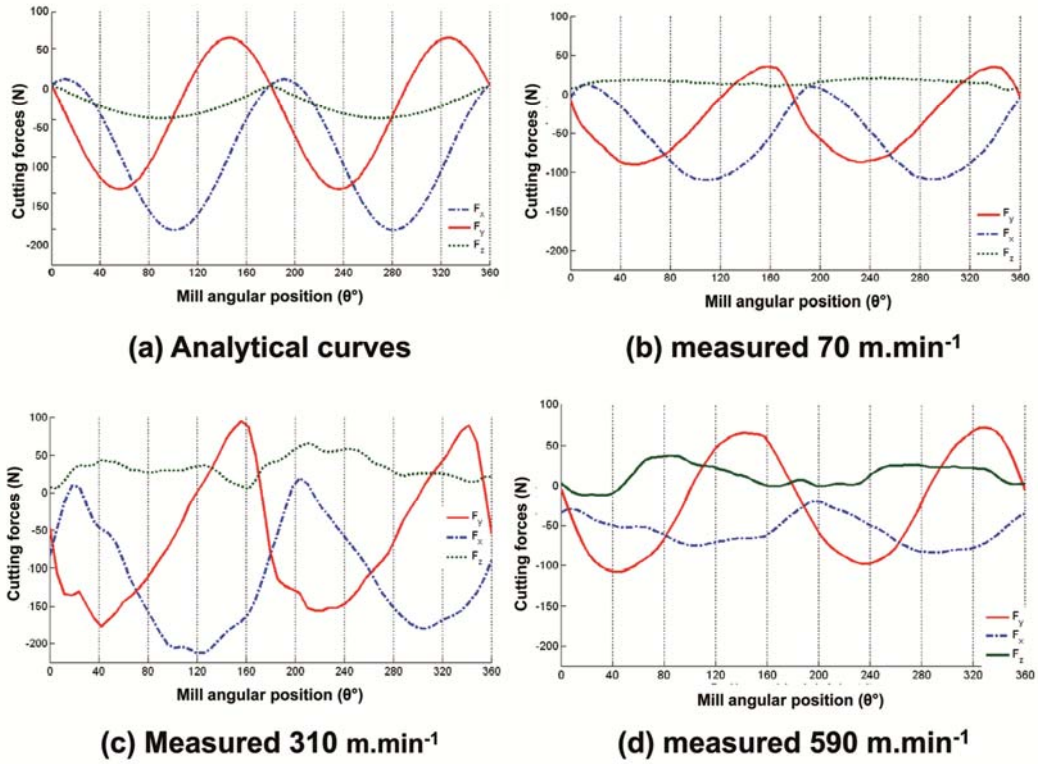 100
50
0
-50
-100
-150
-200
Cutting forces (N)
0 40 80 120 160 200 240 280 320 360
Mill angular position (θ°)
Fx
Fy
Fz
(a) Analytical curves
100
50
0
-50
-100
-150
-200
Cutting forces (N)
0 40 80 120 160 200 240 280 320 360
Mill angular position (θ°)
Fy
Fx
Fz
(b) measured 70 m.min-1
100
50
0
-50
-100
-150
-200
Cutting forces (N)
0 40 80 120 160 200 240 280 320 360
Mill angular position (θ°)
Fy
Fx
Fz
(c) Measured 310 m.min-1
100
50
0
-50
-100
-150
-200
Cutting forces (N)
0 40 80 120 160 200 240 280 320 360
Mill angular position (θ°)
Fy
Fx
Fz
(d) measured 590 m.min-1